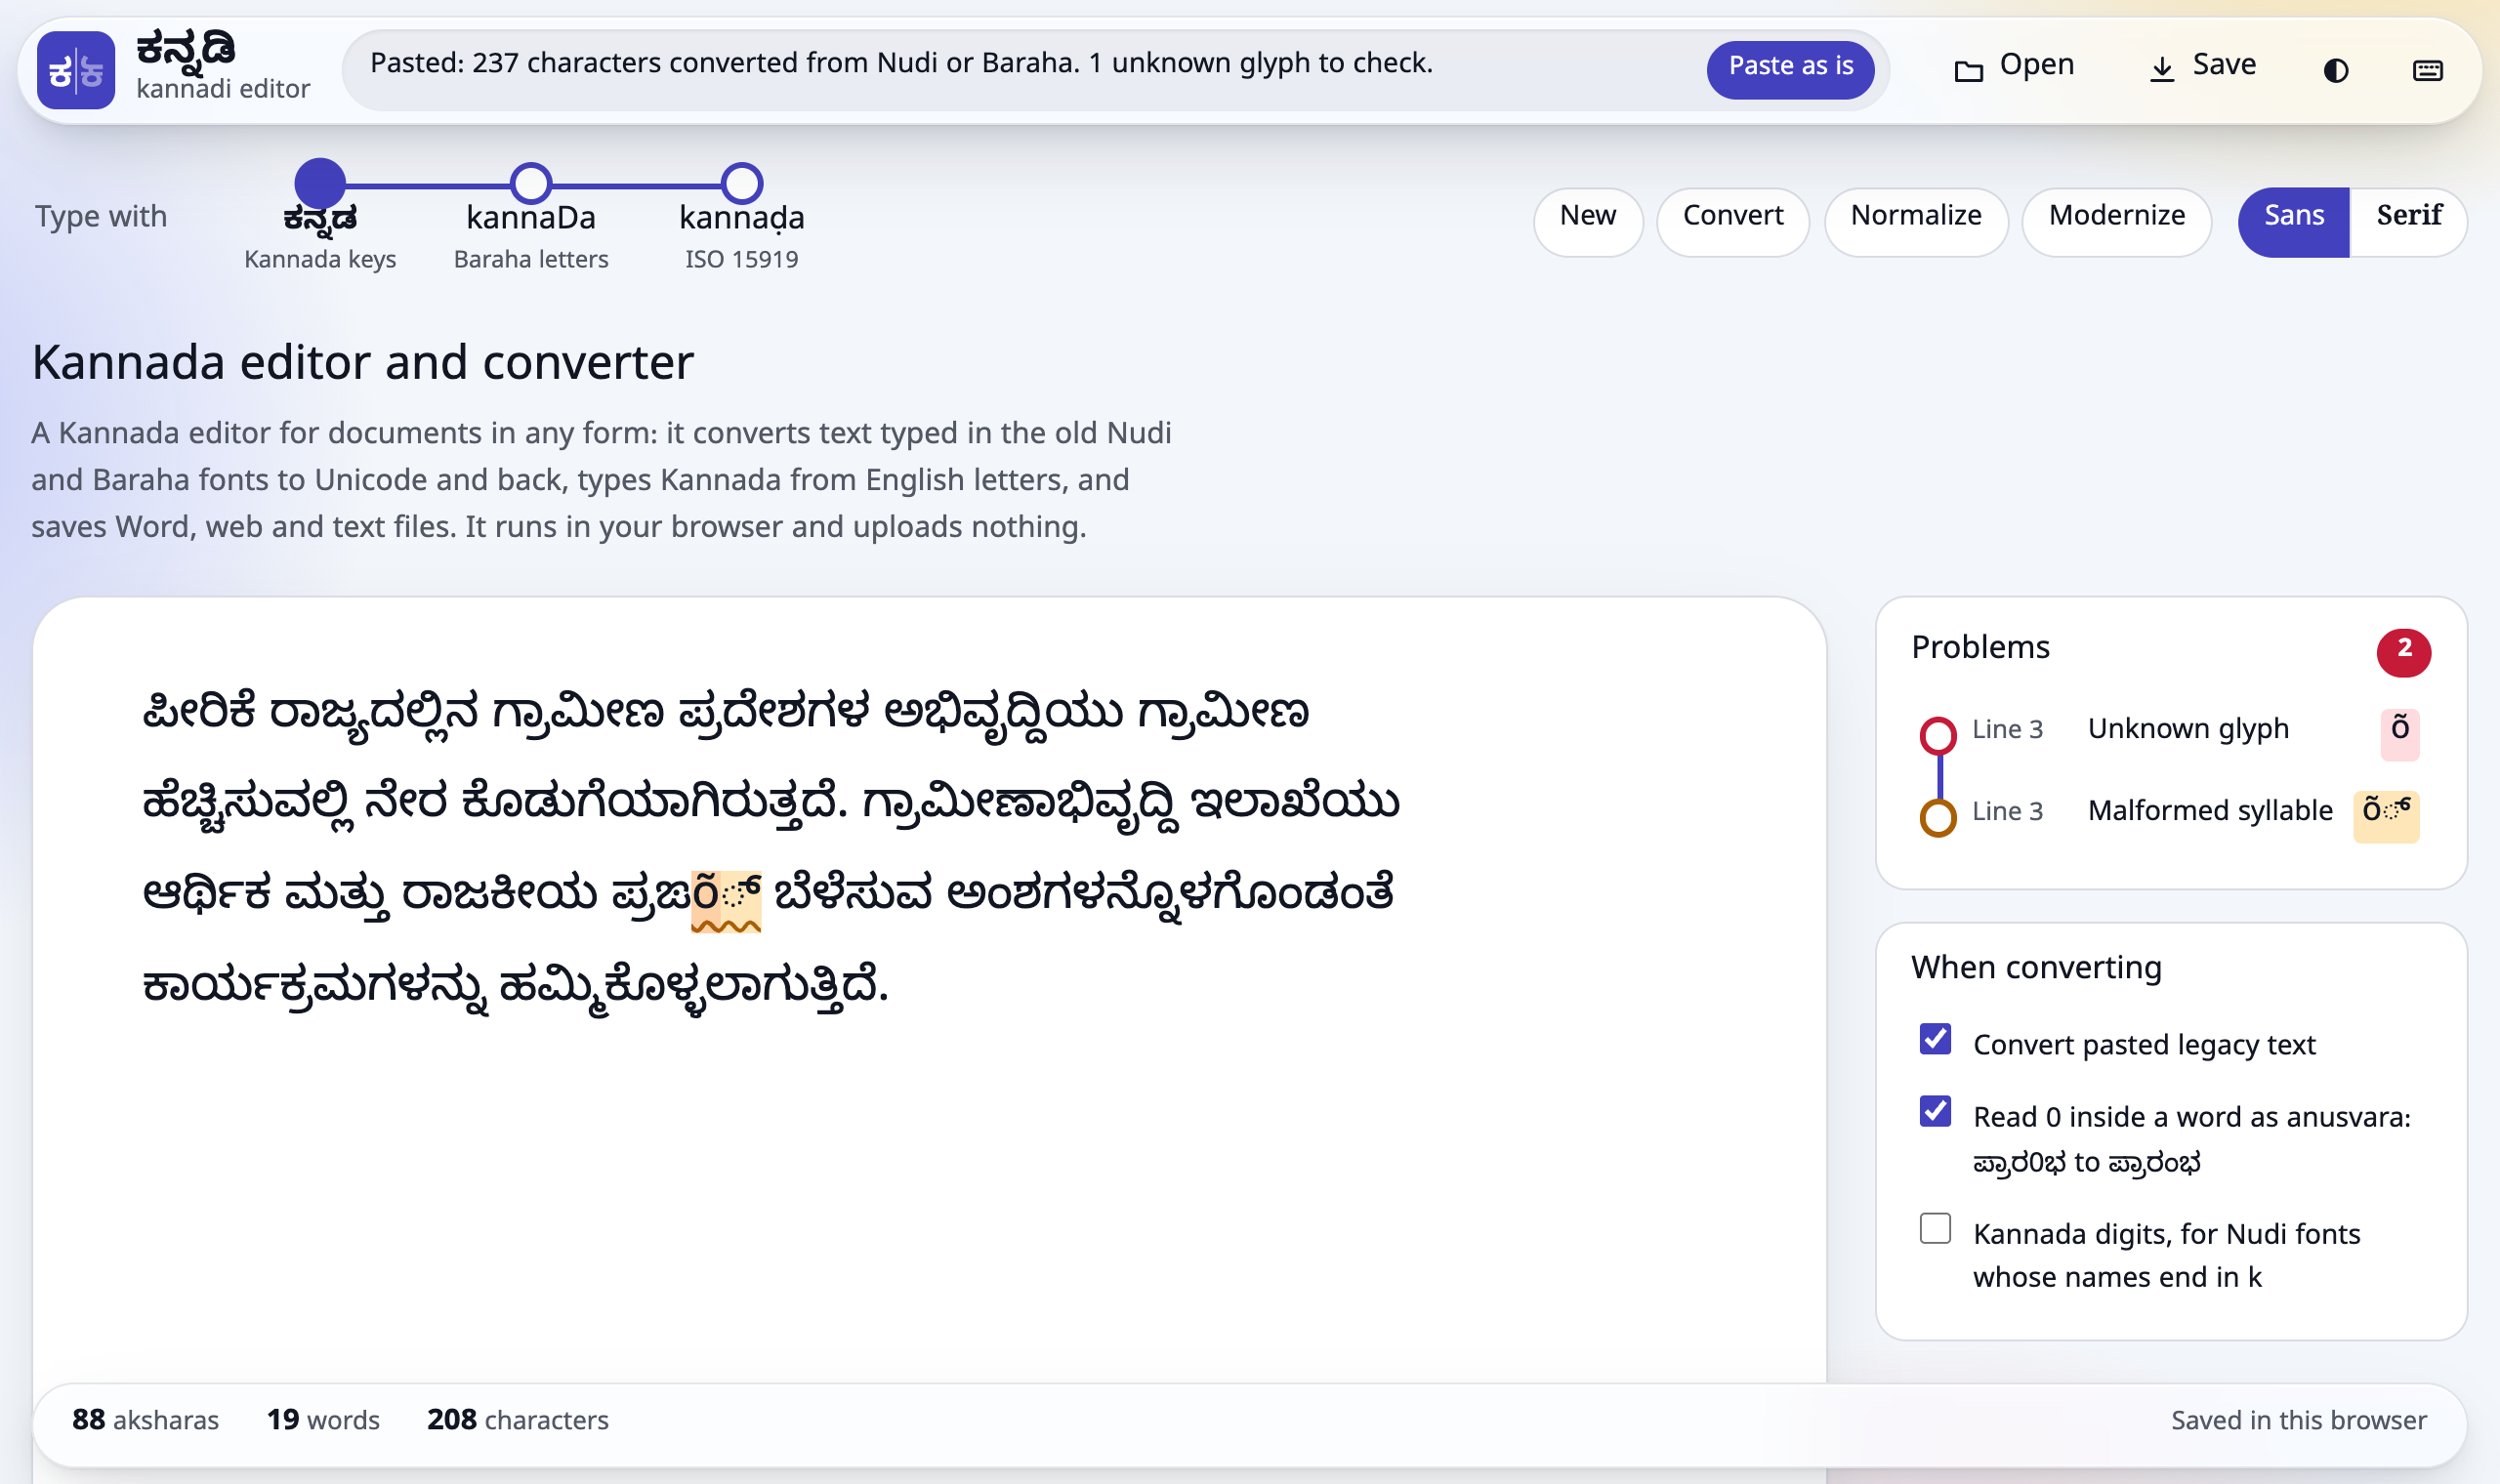 ಕ|ಕ
ಕನ್ನಡಿ
kannadi editor
Pasted: 237 characters converted from Nudi or Baraha. 1 unknown glyph to check.
Paste as is
Open
Save
Type with
ಕನ್ನಡ
Kannada keys
kannaDa
Baraha letters
kannaḍa
ISO 15919
New
Convert
Normalize
Modernize
Sans
Serif
Kannada editor and converter
A Kannada editor for documents in any form: it converts text typed in the old Nudi
and Baraha fonts to Unicode and back, types Kannada from English letters, and
saves Word, web and text files. It runs in your browser and uploads nothing.
ಪೀಠಿಕೆ ರಾಜ್ಯದಲ್ಲಿನ ಗ್ರಾಮೀಣ ಪ್ರದೇಶಗಳ ಅಭಿವೃದ್ದಿಯು ಗ್ರಾಮೀಣ
ಹೆಚ್ಚಿಸುವಲ್ಲಿ ನೇರ ಕೊಡುಗೆಯಾಗಿರುತ್ತದೆ. ಗ್ರಾಮೀಣಾಭಿವೃದ್ದಿ ಇಲಾಖೆಯು
ಆರ್ಥಿಕ ಮತ್ತು ರಾಜಕೀಯ ಪ್ರಙÕ್ ಬೆಳೆಸುವ ಅಂಶಗಳನ್ನೊಳಗೊಂಡಂತೆ
ಕಾರ್ಯಕ್ರಮಗಳನ್ನು ಹಮ್ಮಿಕೊಳ್ಳಲಾಗುತ್ತಿದೆ.
Problems
2
Line 3 Unknown glyph õ
Line 3 Malformed syllable õ್
When converting
Convert pasted legacy text
Read 0 inside a word as anusvara:
ಪ್ರಾರ0ಭ to ಪ್ರಾರಂಭ
Kannada digits, for Nudi fonts
whose names end in k
88 aksharas
19 words
208 characters
Saved in this browser